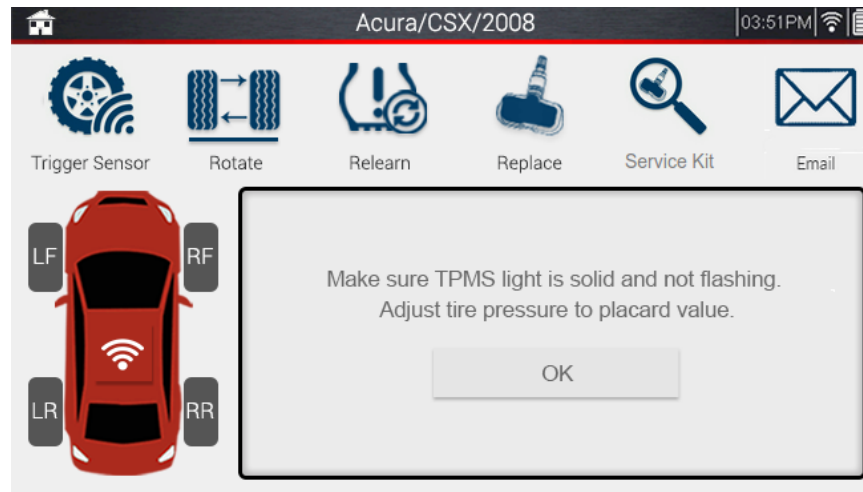 Acura/CSX/2008
03:51PM
Trigger Sensor
Rotate
Relearn
Replace
Service Kit
Email
LF
RF
Make sure TPMS light is solid and not flashing.
Adjust tire pressure to placard value.
OK
LR
RR